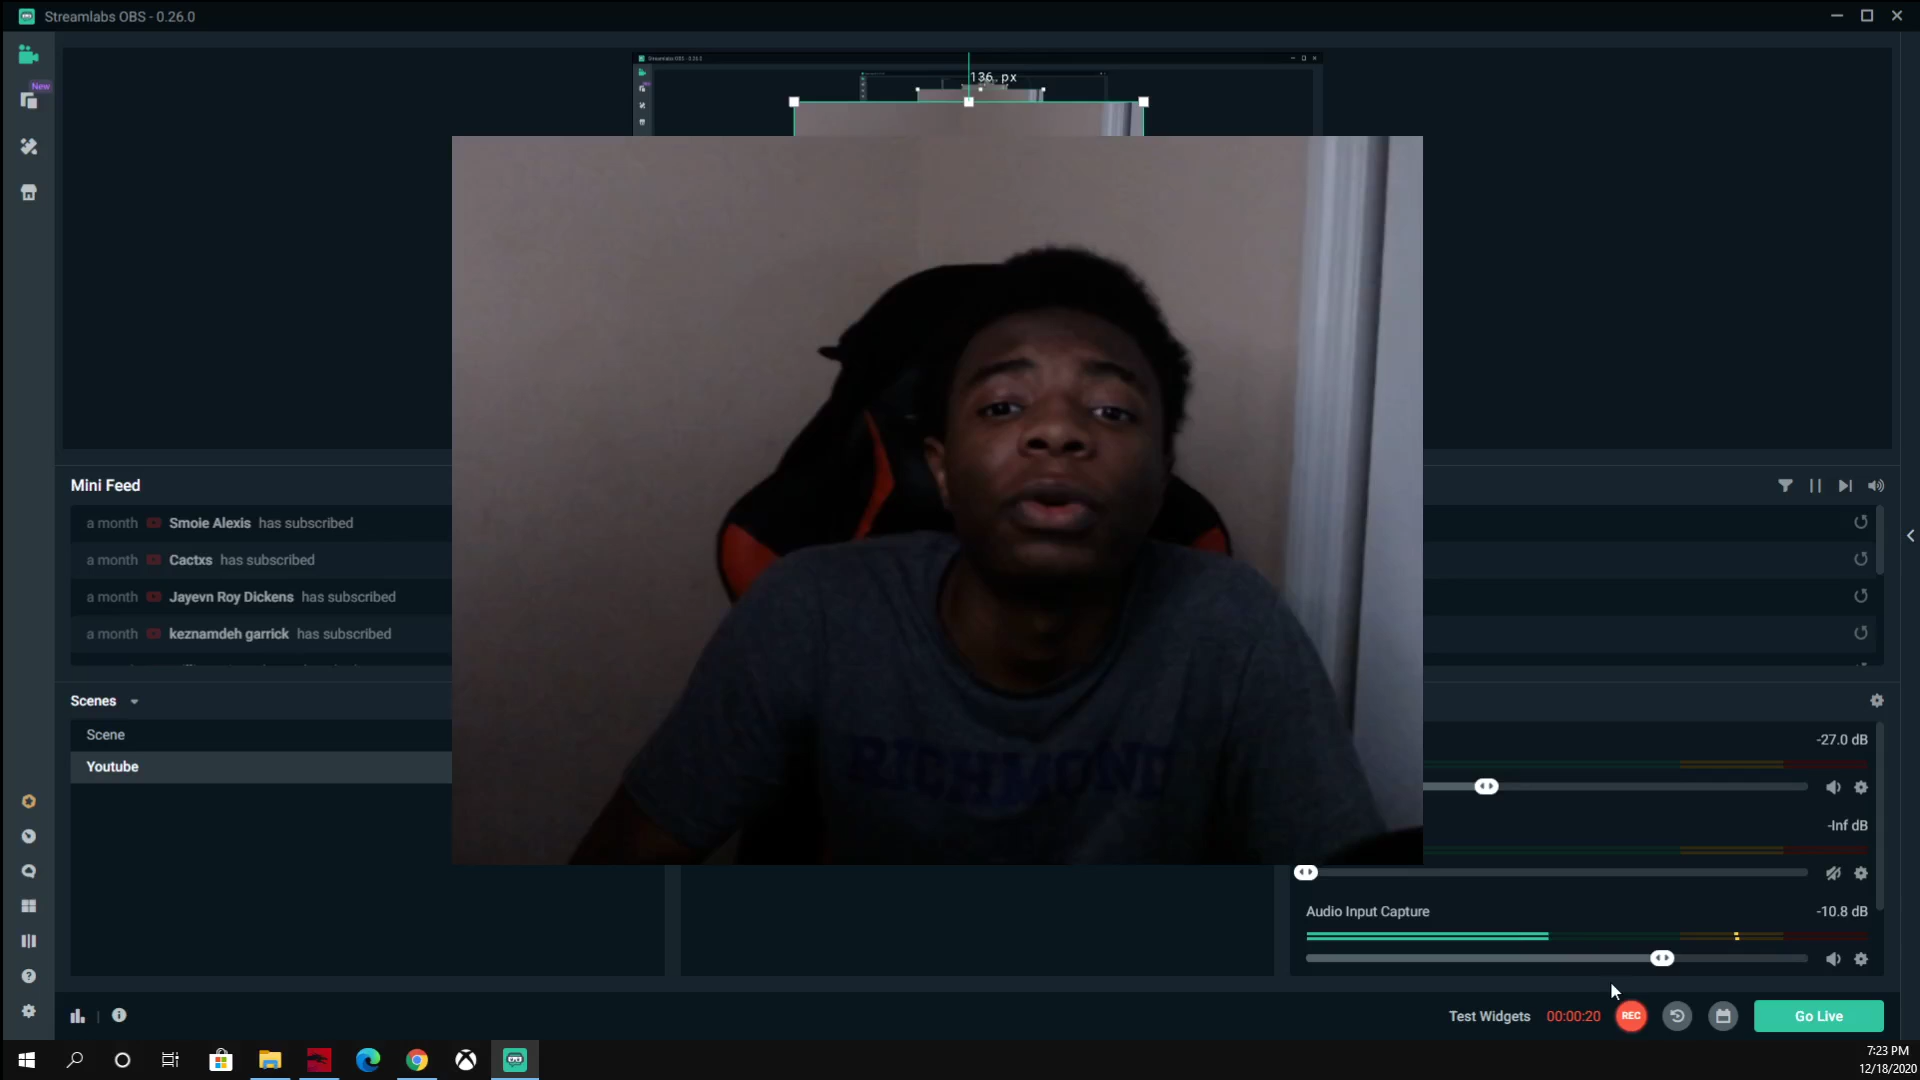 Streamlabs OBS - 0.26.0
New
136 px
Mini Feed
a month Smoie Alexis has subscribed
a month Cactxs has subscribed
a month Jayevn Roy Dickens has subscribed
a month keznamdeh garrick has subscribed
Scenes
Scene
Youtube
RICHMOND
-27.0 dB
-Inf dB
Audio Input Capture -10.8 dB
Test Widgets 00:00:20 REC Go Live
7:23 PM
12/18/2020